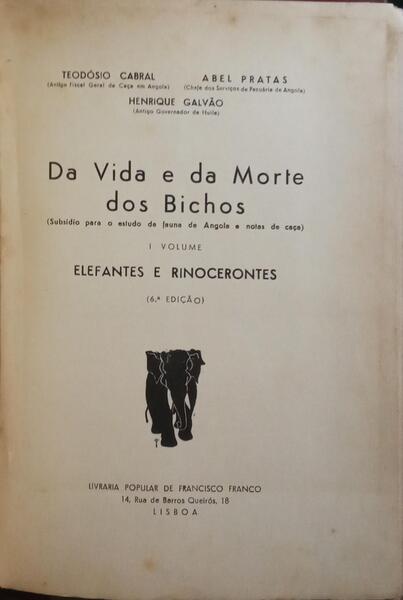 TEODÓSIO CABRAL ABEL PRATAS
(Antigo Fiscal Geral de Caça em Angola) (Chefe dos Serviços de Pecuária de Angola)
HENRIQUE GALVÃO
(Antigo Governador da Huíla)
Da Vida e da Morte
dos Bichos
(Subsídio para o estudo da fauna de Angola e notas de caça)
I VOLUME
ELEFANTES E RINOCERONTES
(6.ª EDIÇÃO)
LIVRARIA POPULAR DE FRANCISCO FRANCO
14, Rua de Barros Queirós, 18
LISBOA